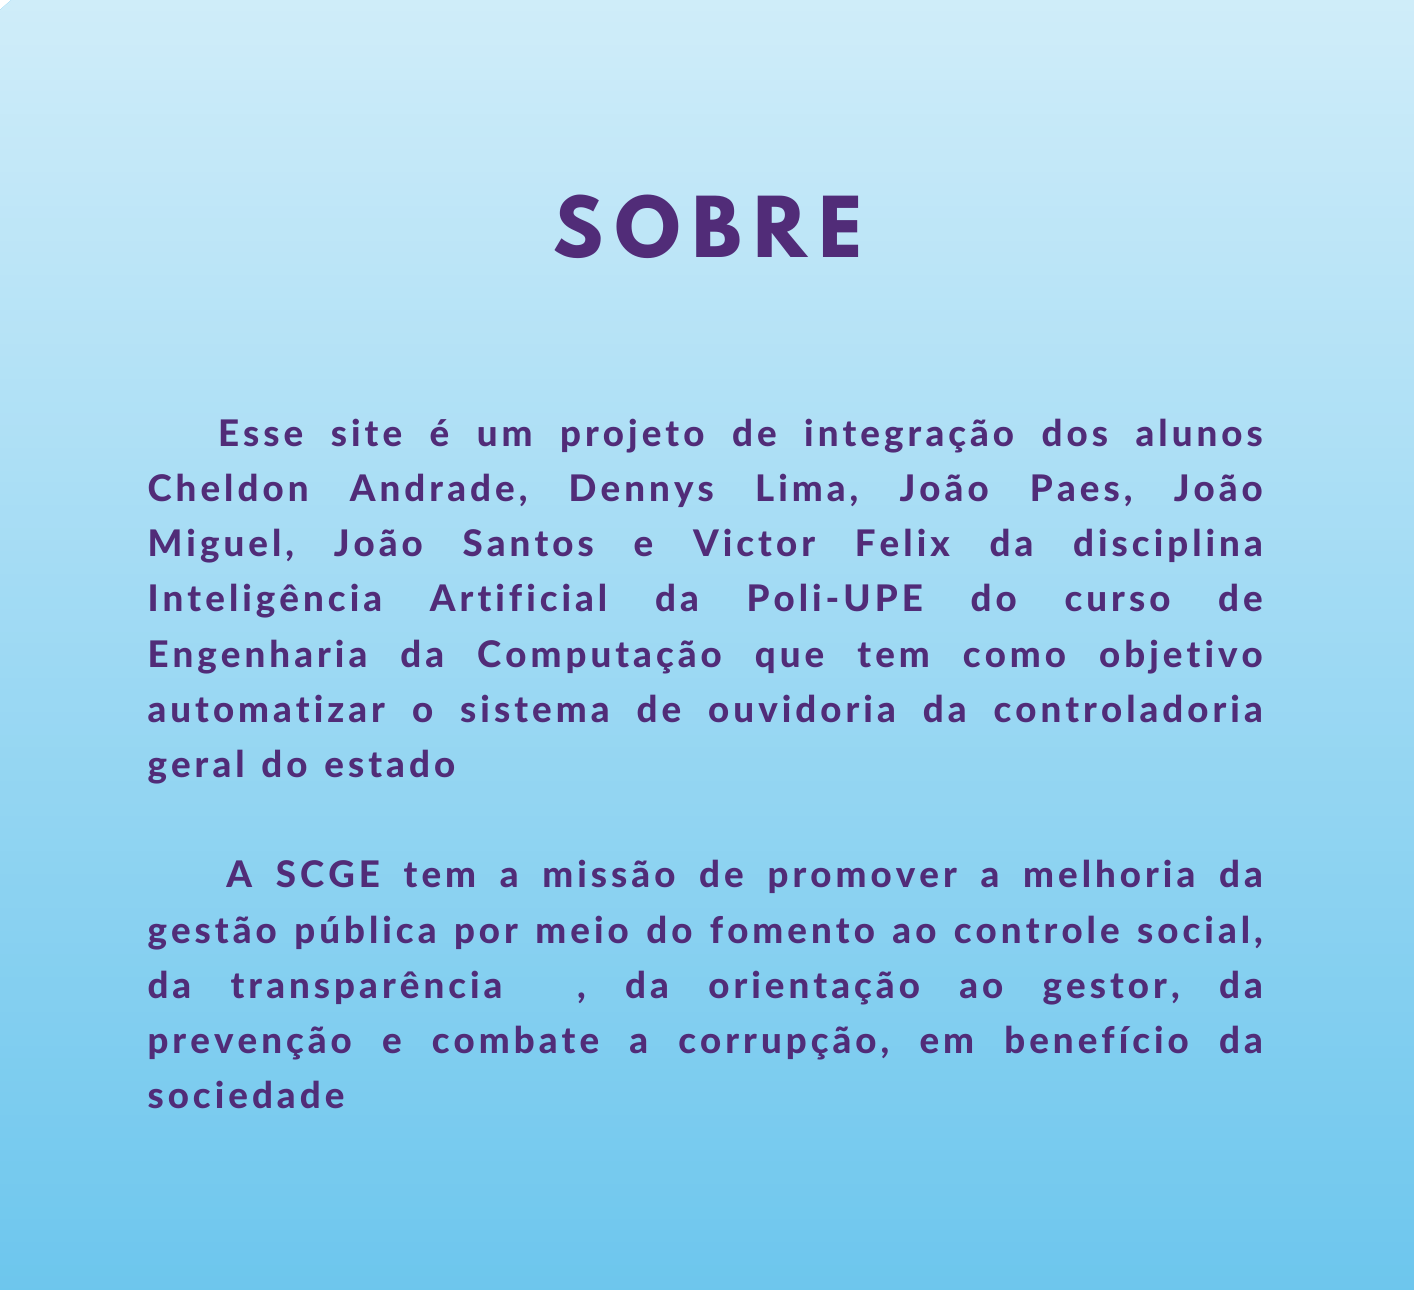 SOBRE
Esse site é um projeto de integração dos alunos
Cheldon Andrade, Dennys Lima, João Paes, João
Miguel, João Santos e Victor Felix da disciplina
Inteligência Artificial da Poli-UPE do curso de
Engenharia da Computação que tem como objetivo
automatizar o sistema de ouvidoria da controladoria
geral do estado
A SCGE tem a missão de promover a melhoria da
gestão pública por meio do fomento ao controle social,
da transparência , da orientação ao gestor, da
prevenção e combate a corrupção, em benefício da
sociedade